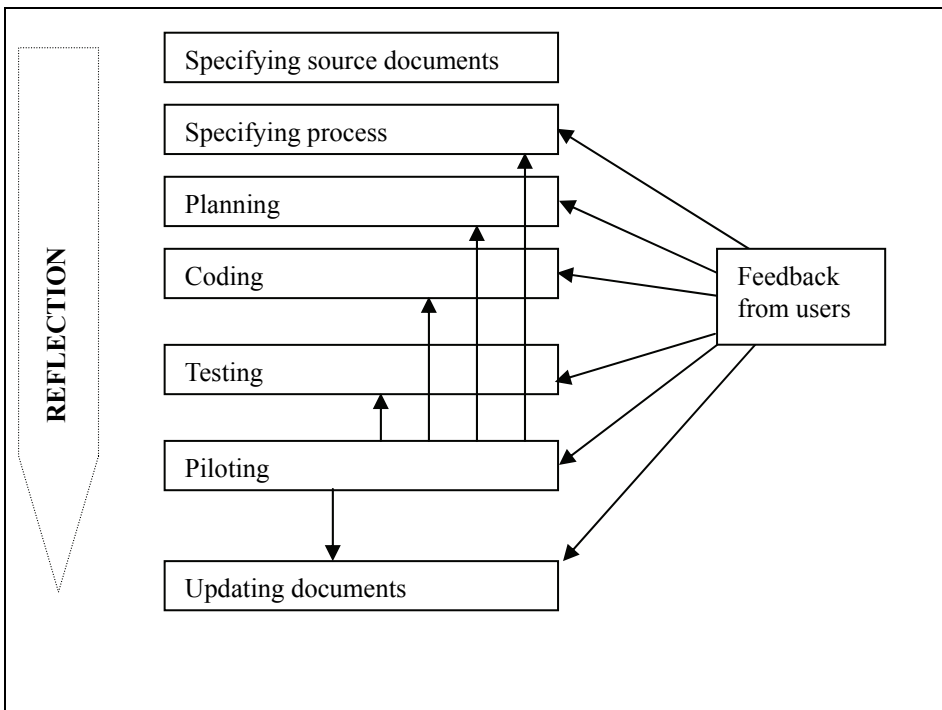 Specifying source documents
Specifying process
Planning
Coding
Testing
Piloting
Updating documents
Feedback
from users
REFLECTION